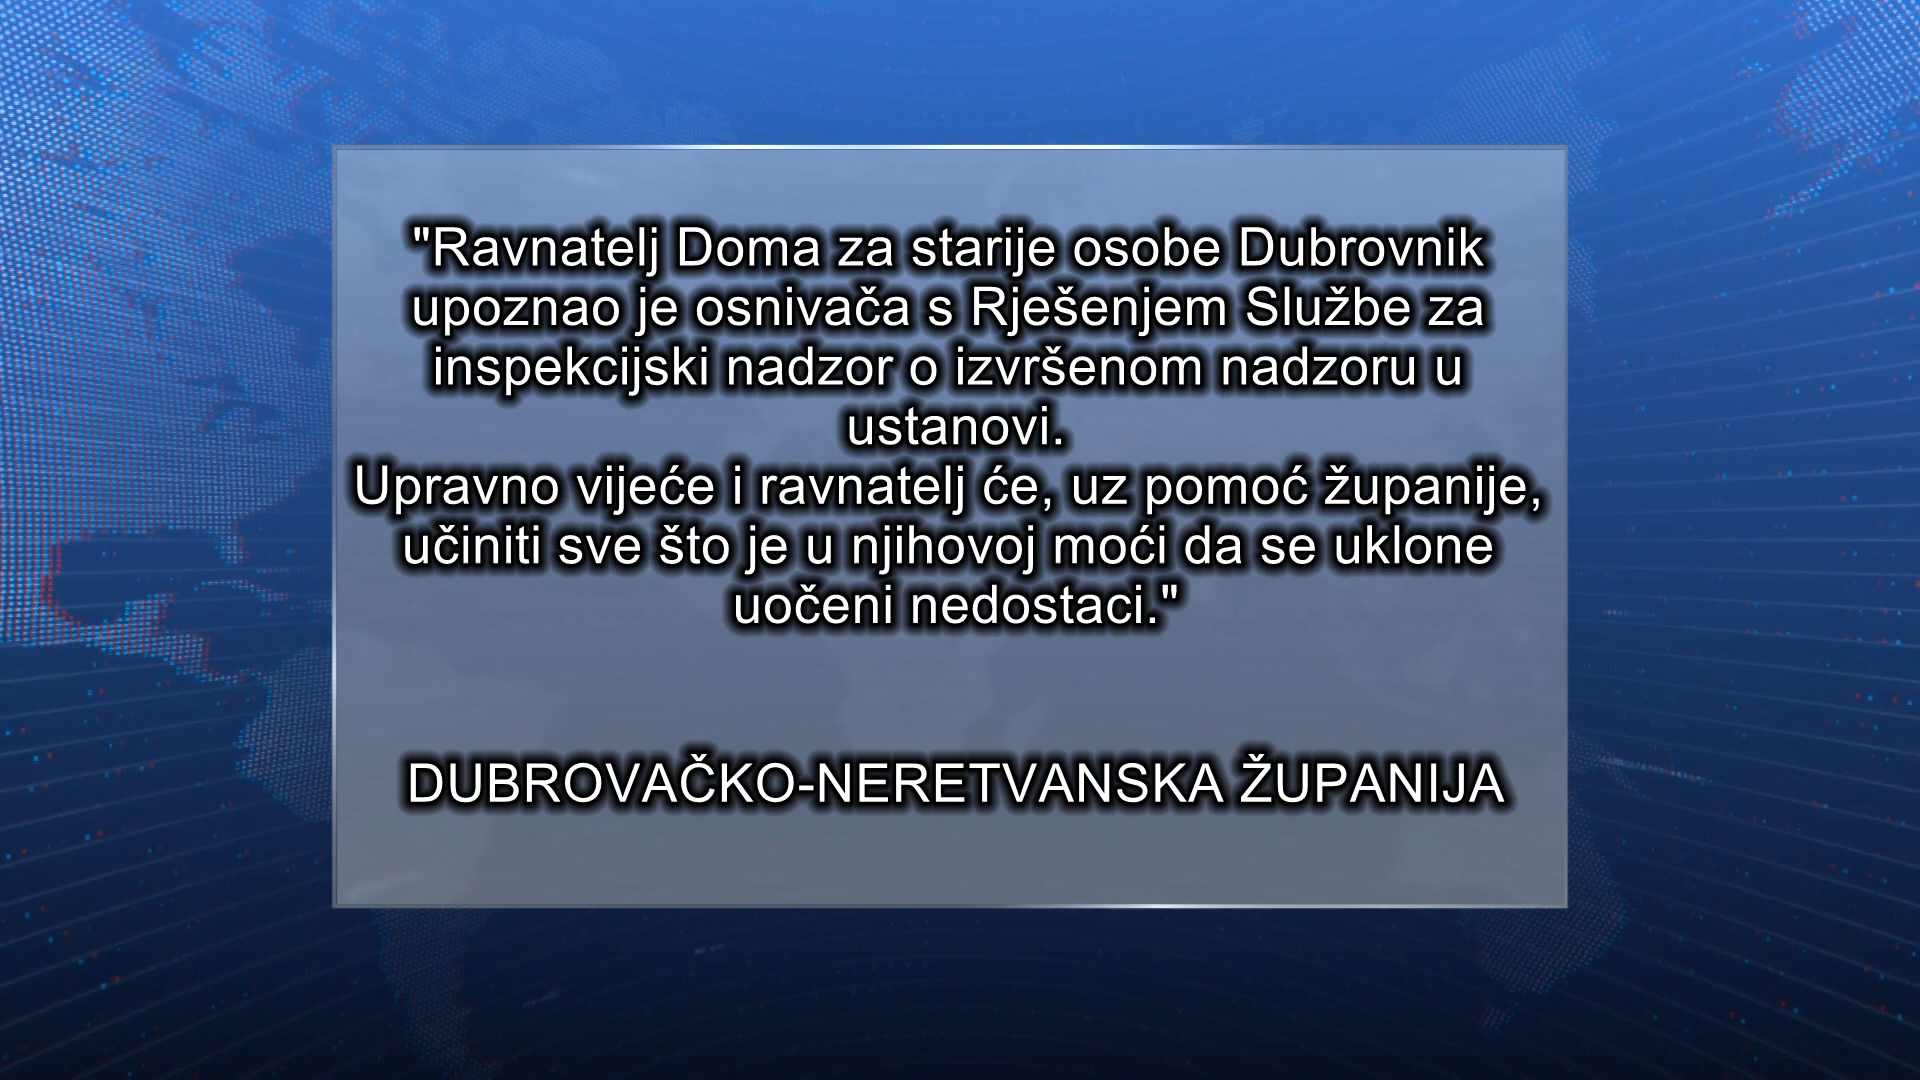 "Ravnatelj Doma za starije osobe Dubrovnik
upoznao je osnivača s Rješenjem Službe za
inspekcijski nadzor o izvršenom nadzoru u
ustanovi.
Upravno vijeće i ravnatelj će, uz pomoć županije,
učiniti sve što je u njihovoj moći da se uklone
uočeni nedostaci."
DUBROVAČKO-NERETVANSKA ŽUPANIJA